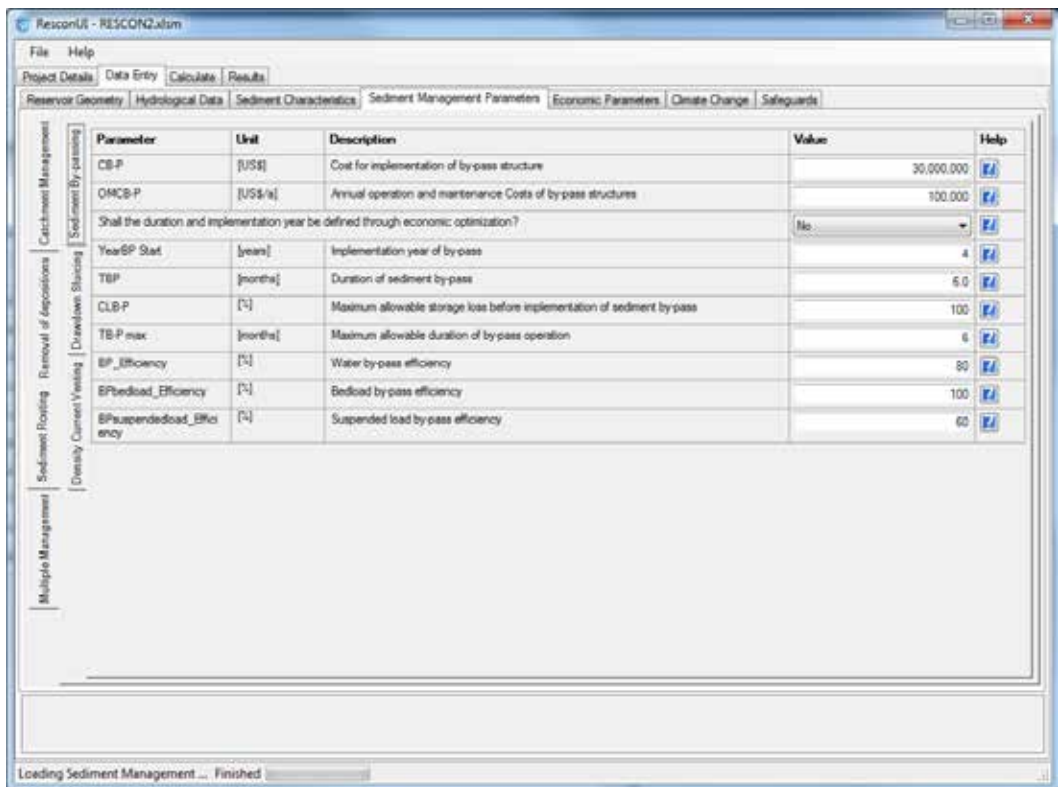 ResconUI - RESCON2.xlsm
File Help
Project Details Data Entry Calculate Results
Reservoir Geometry Hydrological Data Sediment Characteristics Sediment Management Parameters Economic Parameters Climate Change Safeguards
Catchment Management
Removal of depositions
Sediment Routing
Multiple Management
Sediment By-passing
Drawdown Sluicing
Density Current Venting
Parameter Unit Description Value Help
CB-P [US$] Cost for implementation of by-pass structure 30,000,000
OMCB-P [US$/a] Annual operation and maintenance Costs of by-pass structures 100,000
Shall the duration and implementation year be defined through economic optimization? No
YearBP Start [years] Implementation year of by-pass 4
TBP [months] Duration of sediment by-pass 6.0
CLB-P [%] Maximum allowable storage loss before implementation of sediment by-pass 100
TB-P max [months] Maximum allowable duration of by-pass operation 6
BP_Efficiency [%] Water by-pass efficiency 80
BPbedload_Efficiency [%] Bedload by-pass efficiency 100
BPsuspendedload_Effici [%] Suspended load by-pass efficiency 60
ency
Loading Sediment Management ... Finished